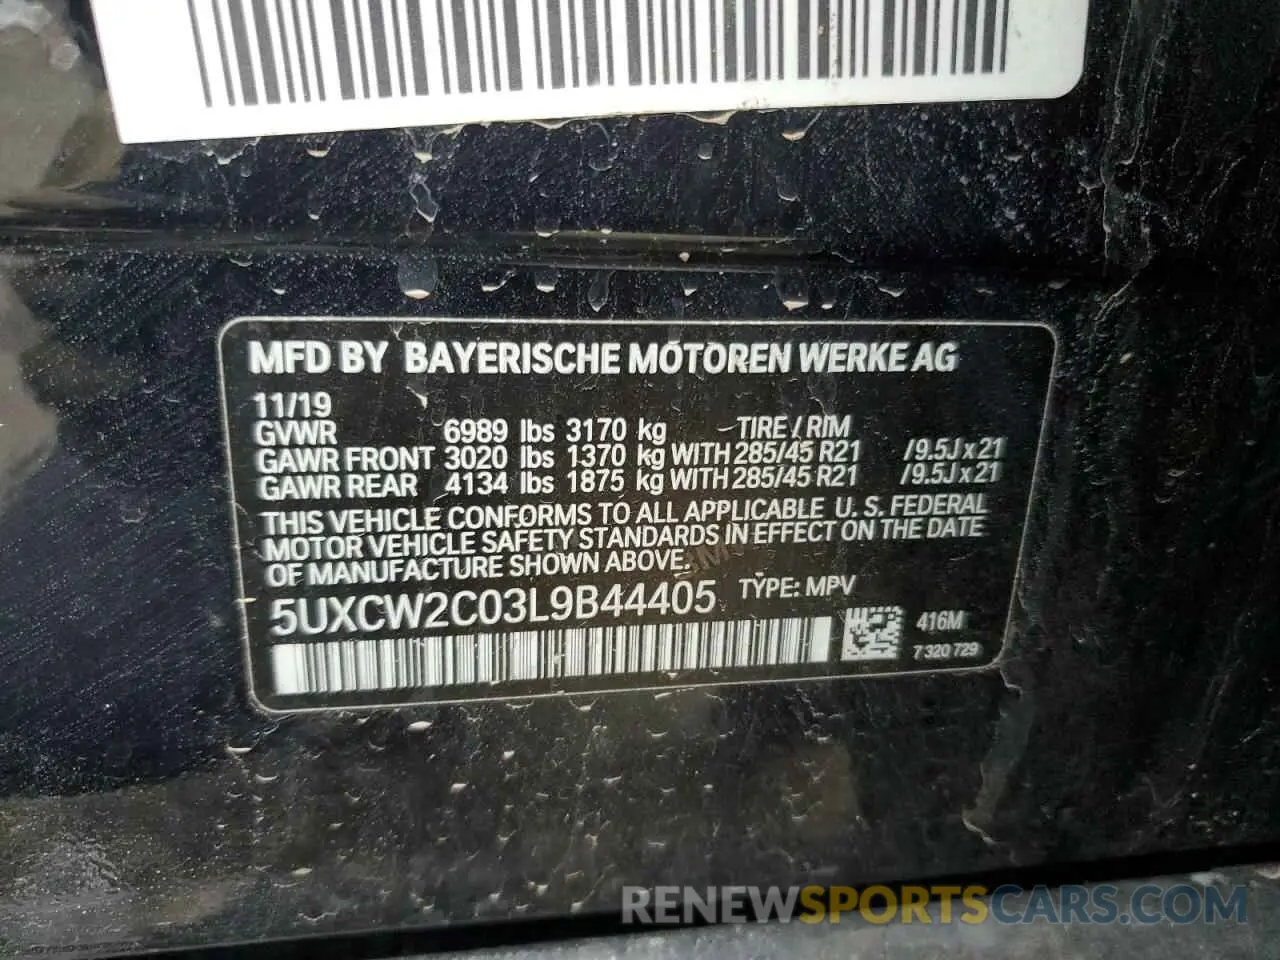 MFD BY BAYERISCHE MOTOREN WERKE AG
11/19
GVWR 6989 lbs 3170 kg TIRE / RIM
GAWR FRONT 3020 lbs 1370 kg WITH 285/45 R21 /9.5J x 21
GAWR REAR 4134 lbs 1875 kg WITH 285/45 R21 /9.5J x 21
THIS VEHICLE CONFORMS TO ALL APPLICABLE U. S. FEDERAL
MOTOR VEHICLE SAFETY STANDARDS IN EFFECT ON THE DATE
OF MANUFACTURE SHOWN ABOVE.
5UXCW2C03L9B44405 TYPE: MPV
416M
7 320 729
RENEWSPORTSCARS.COM